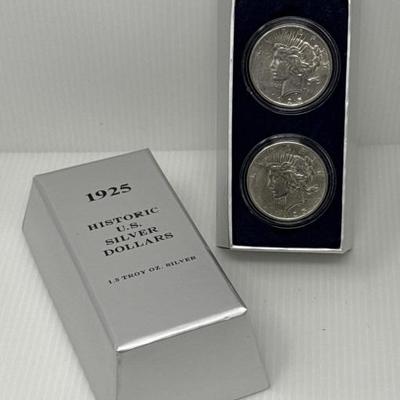 1925
HISTORIC
U.S.
SILVER
DOLLARS
1.5 TROY OZ. SILVER